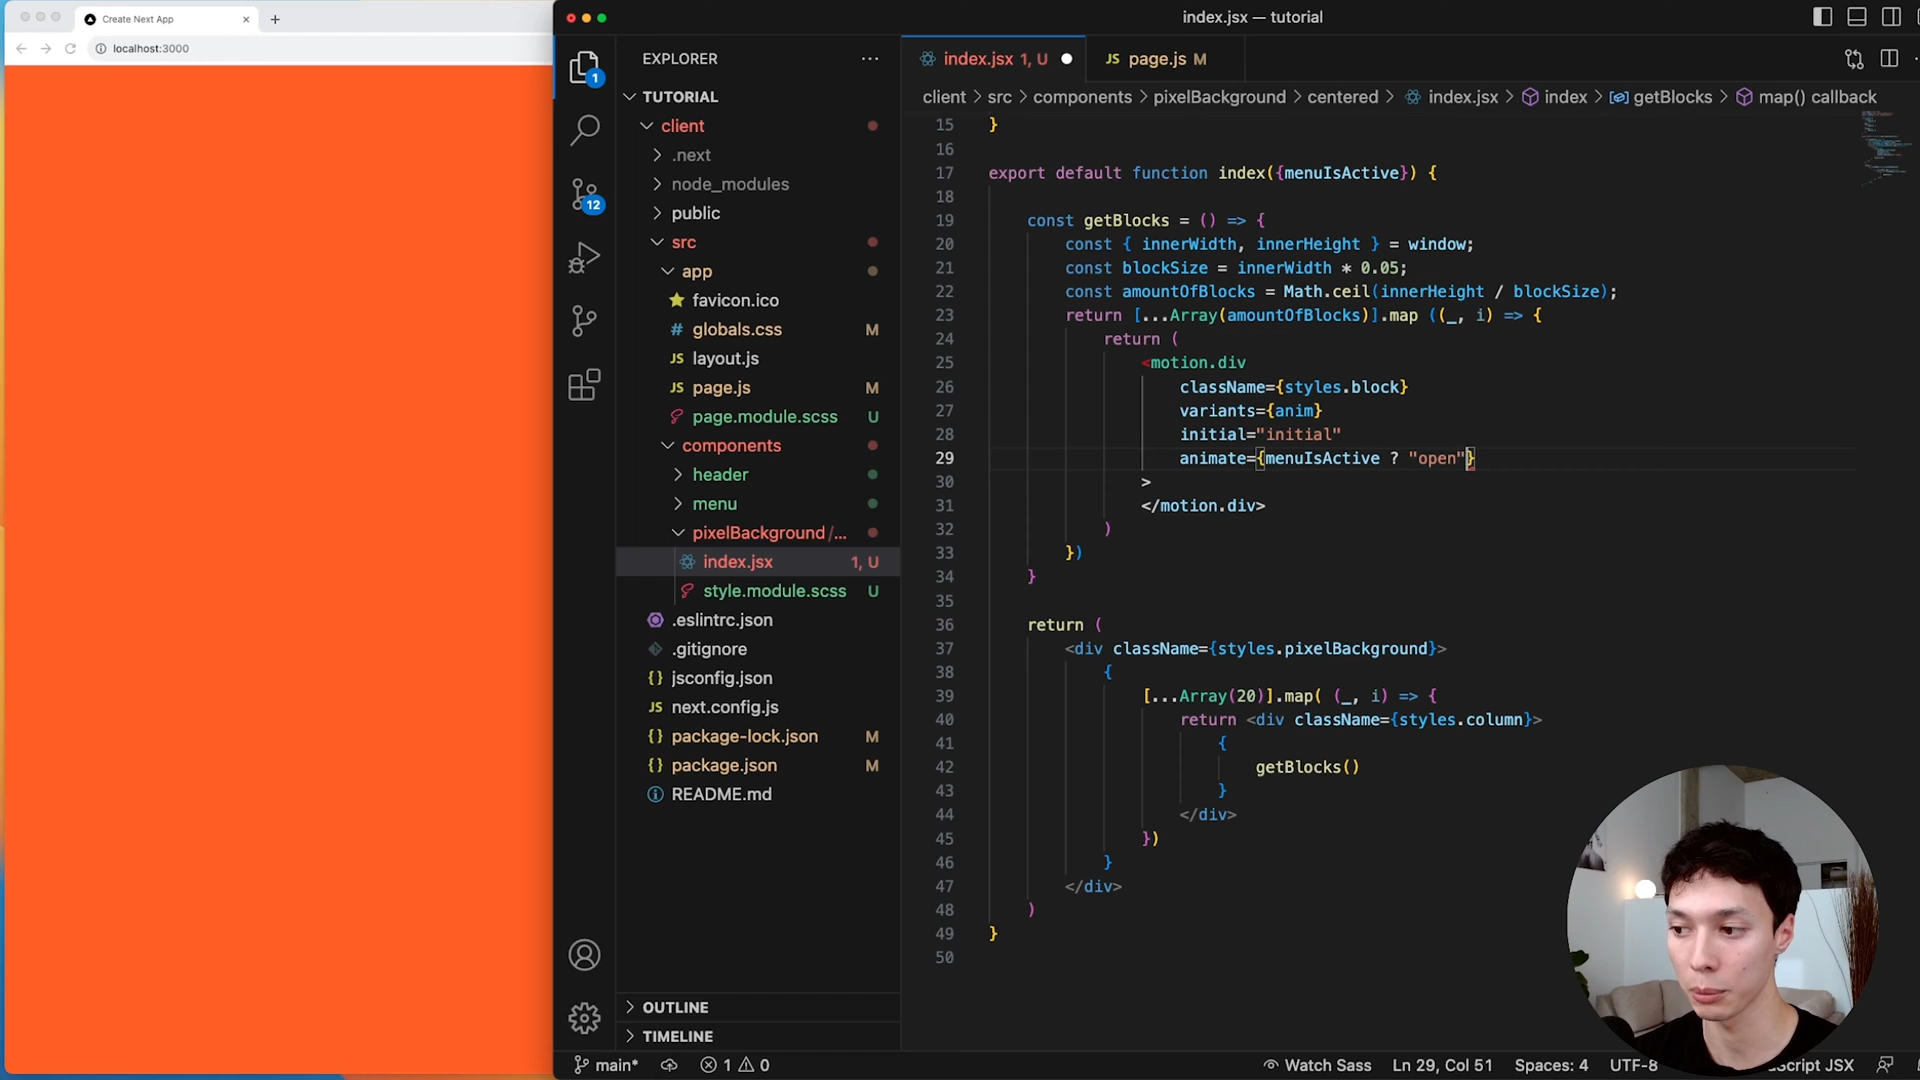 Create Next App
localhost:3000
index.jsx — tutorial
EXPLORER
TUTORIAL
client
.next
node_modules
public
src
app
favicon.ico
globals.css M
layout.js
page.js M
page.module.scss U
components
header
menu
pixelBackground/...
index.jsx 1, U
style.module.scss U
.eslintrc.json
.gitignore
jsconfig.json
next.config.js
package-lock.json M
package.json M
README.md
OUTLINE
TIMELINE
1
12
index.jsx 1, U
JS page.js M
client > src > components > pixelBackground > centered > index.jsx > index > getBlocks > map() callback
15 }
16
17 export default function index({menuIsActive}) {
18
19 const getBlocks = () => {
20 const { innerWidth, innerHeight } = window;
21 const blockSize = innerWidth * 0.05;
22 const amountOfBlocks = Math.ceil(innerHeight / blockSize);
23 return [...Array(amountOfBlocks)].map ((_, i) => {
24 return (
25 <motion.div
26 className={styles.block}
27 variants={anim}
28 initial="initial"
29 animate={menuIsActive ? "open"}
30 >
31 </motion.div>
32 )
33 })
34 }
35
36 return (
37 <div className={styles.pixelBackground}>
38 {
39 [...Array(20)].map( (_, i) => {
40 return <div className={styles.column}>
41 {
42 getBlocks()
43 }
44 </div>
45 })
46 }
47 </div>
48 )
49 }
50
main* 1 0 Watch Sass Ln 29, Col 51 Spaces: 4 UTF-8 Script JSX